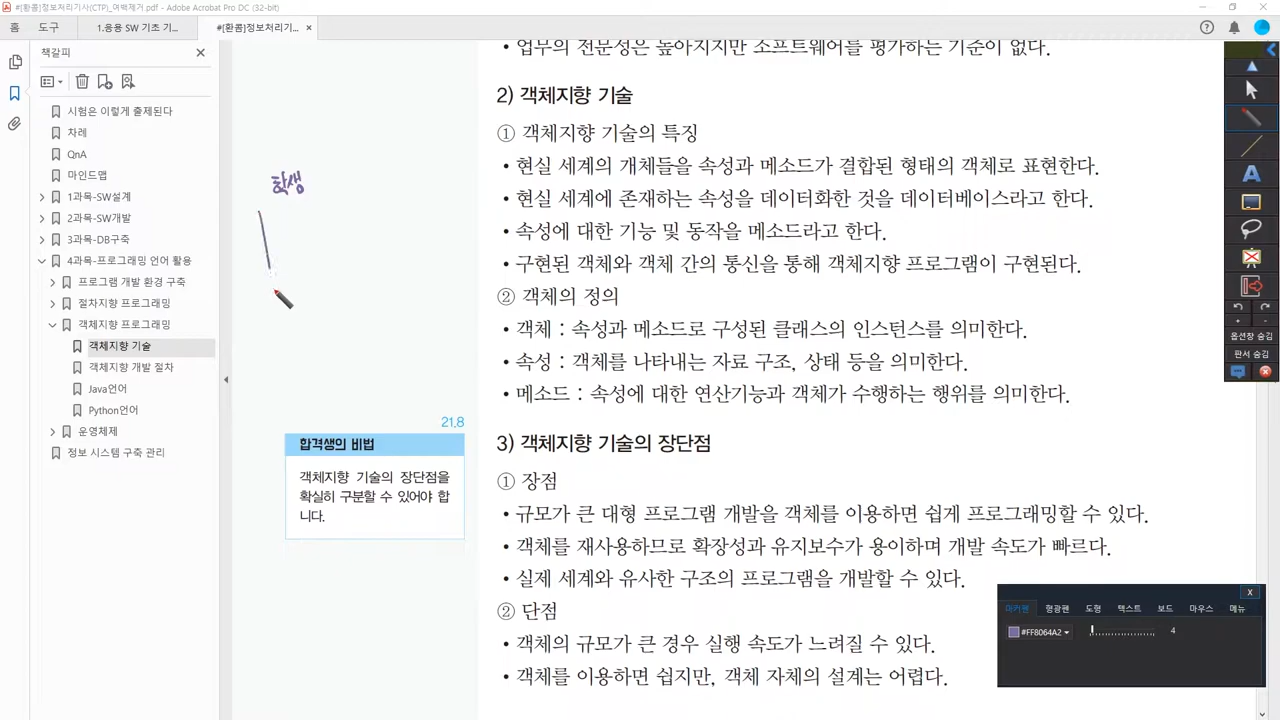 #[환콤]정보처리기사(CTP)_여백제거.pdf - Adobe Acrobat Pro DC (32-bit)
홈 도구 1.응용 SW 기초 기... #[환콤]정보처리기... ×
책갈피
시험은 이렇게 출제된다
차례
QnA
마인드맵
1과목-SW설계
2과목-SW개발
3과목-DB구축
4과목-프로그래밍 언어 활용
프로그램 개발 환경 구축
절차지향 프로그래밍
객체지향 프로그래밍
객체지향 기술
객체지향 개발 절차
Java언어
Python언어
운영체제
정보 시스템 구축 관리
학생
21.8
합격생의 비법
객체지향 기술의 장단점을
확실히 구분할 수 있어야 합
니다.
• 업무의 전문성은 높아지지만 소프트웨어를 평가하는 기준이 없다.
2) 객체지향 기술
① 객체지향 기술의 특징
• 현실 세계의 개체들을 속성과 메소드가 결합된 형태의 객체로 표현한다.
• 현실 세계에 존재하는 속성을 데이터화한 것을 데이터베이스라고 한다.
• 속성에 대한 기능 및 동작을 메소드라고 한다.
• 구현된 객체와 객체 간의 통신을 통해 객체지향 프로그램이 구현된다.
② 객체의 정의
• 객체 : 속성과 메소드로 구성된 클래스의 인스턴스를 의미한다.
• 속성 : 객체를 나타내는 자료 구조, 상태 등을 의미한다.
• 메소드 : 속성에 대한 연산기능과 객체가 수행하는 행위를 의미한다.
3) 객체지향 기술의 장단점
① 장점
• 규모가 큰 대형 프로그램 개발을 객체를 이용하면 쉽게 프로그래밍할 수 있다.
• 객체를 재사용하므로 확장성과 유지보수가 용이하며 개발 속도가 빠르다.
• 실제 세계와 유사한 구조의 프로그램을 개발할 수 있다.
② 단점
• 객체의 규모가 큰 경우 실행 속도가 느려질 수 있다.
• 객체를 이용하면 쉽지만, 객체 자체의 설계는 어렵다.
A
옵션창 숨김
판서 숨김
X
마커펜 형광펜 도형 텍스트 보드 마우스 메뉴
#FF8064A2 4